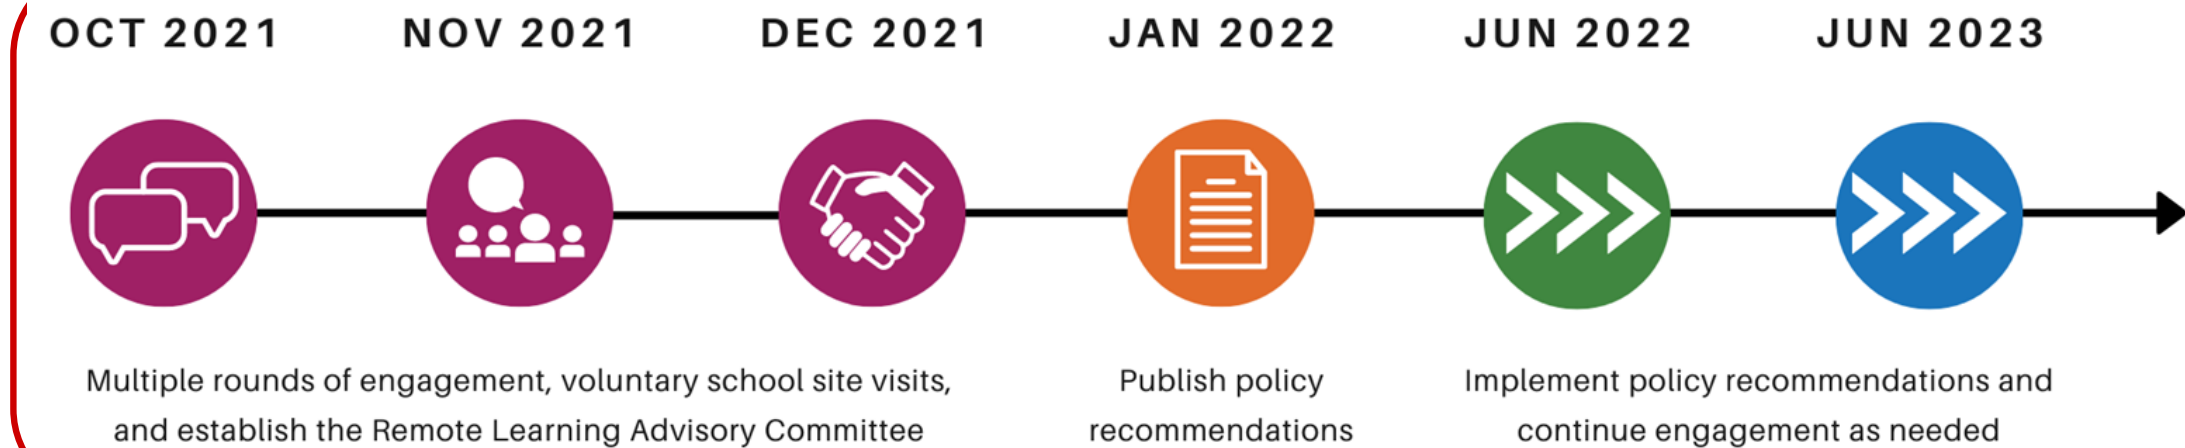 OCT 2021 NOV 2021 DEC 2021 JAN 2022 JUN 2022 JUN 2023
Multiple rounds of engagement, voluntary school site visits,
and establish the Remote Learning Advisory Committee
Publish policy
recommendations
Implement policy recommendations and
continue engagement as needed